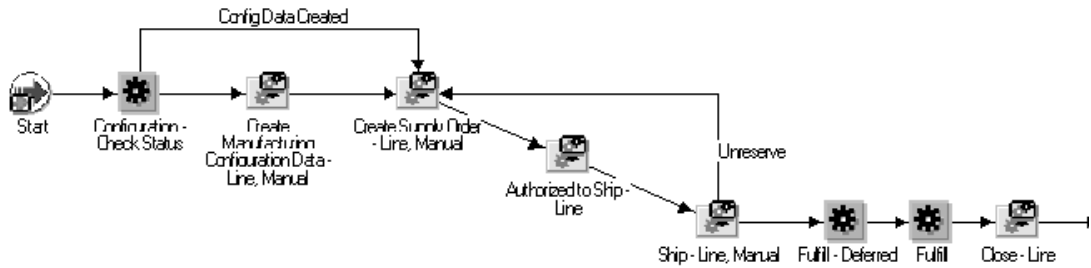 Config Data Created
Start
Configuration -
Check Status
Create
Manufacturing
Configuration Data -
Line, Manual
Create Supply Order
- Line, Manual
Authorized to Ship -
Line
Unreserve
Ship - Line, Manual
Fulfill - Deferred
Fulfill
Close - Line